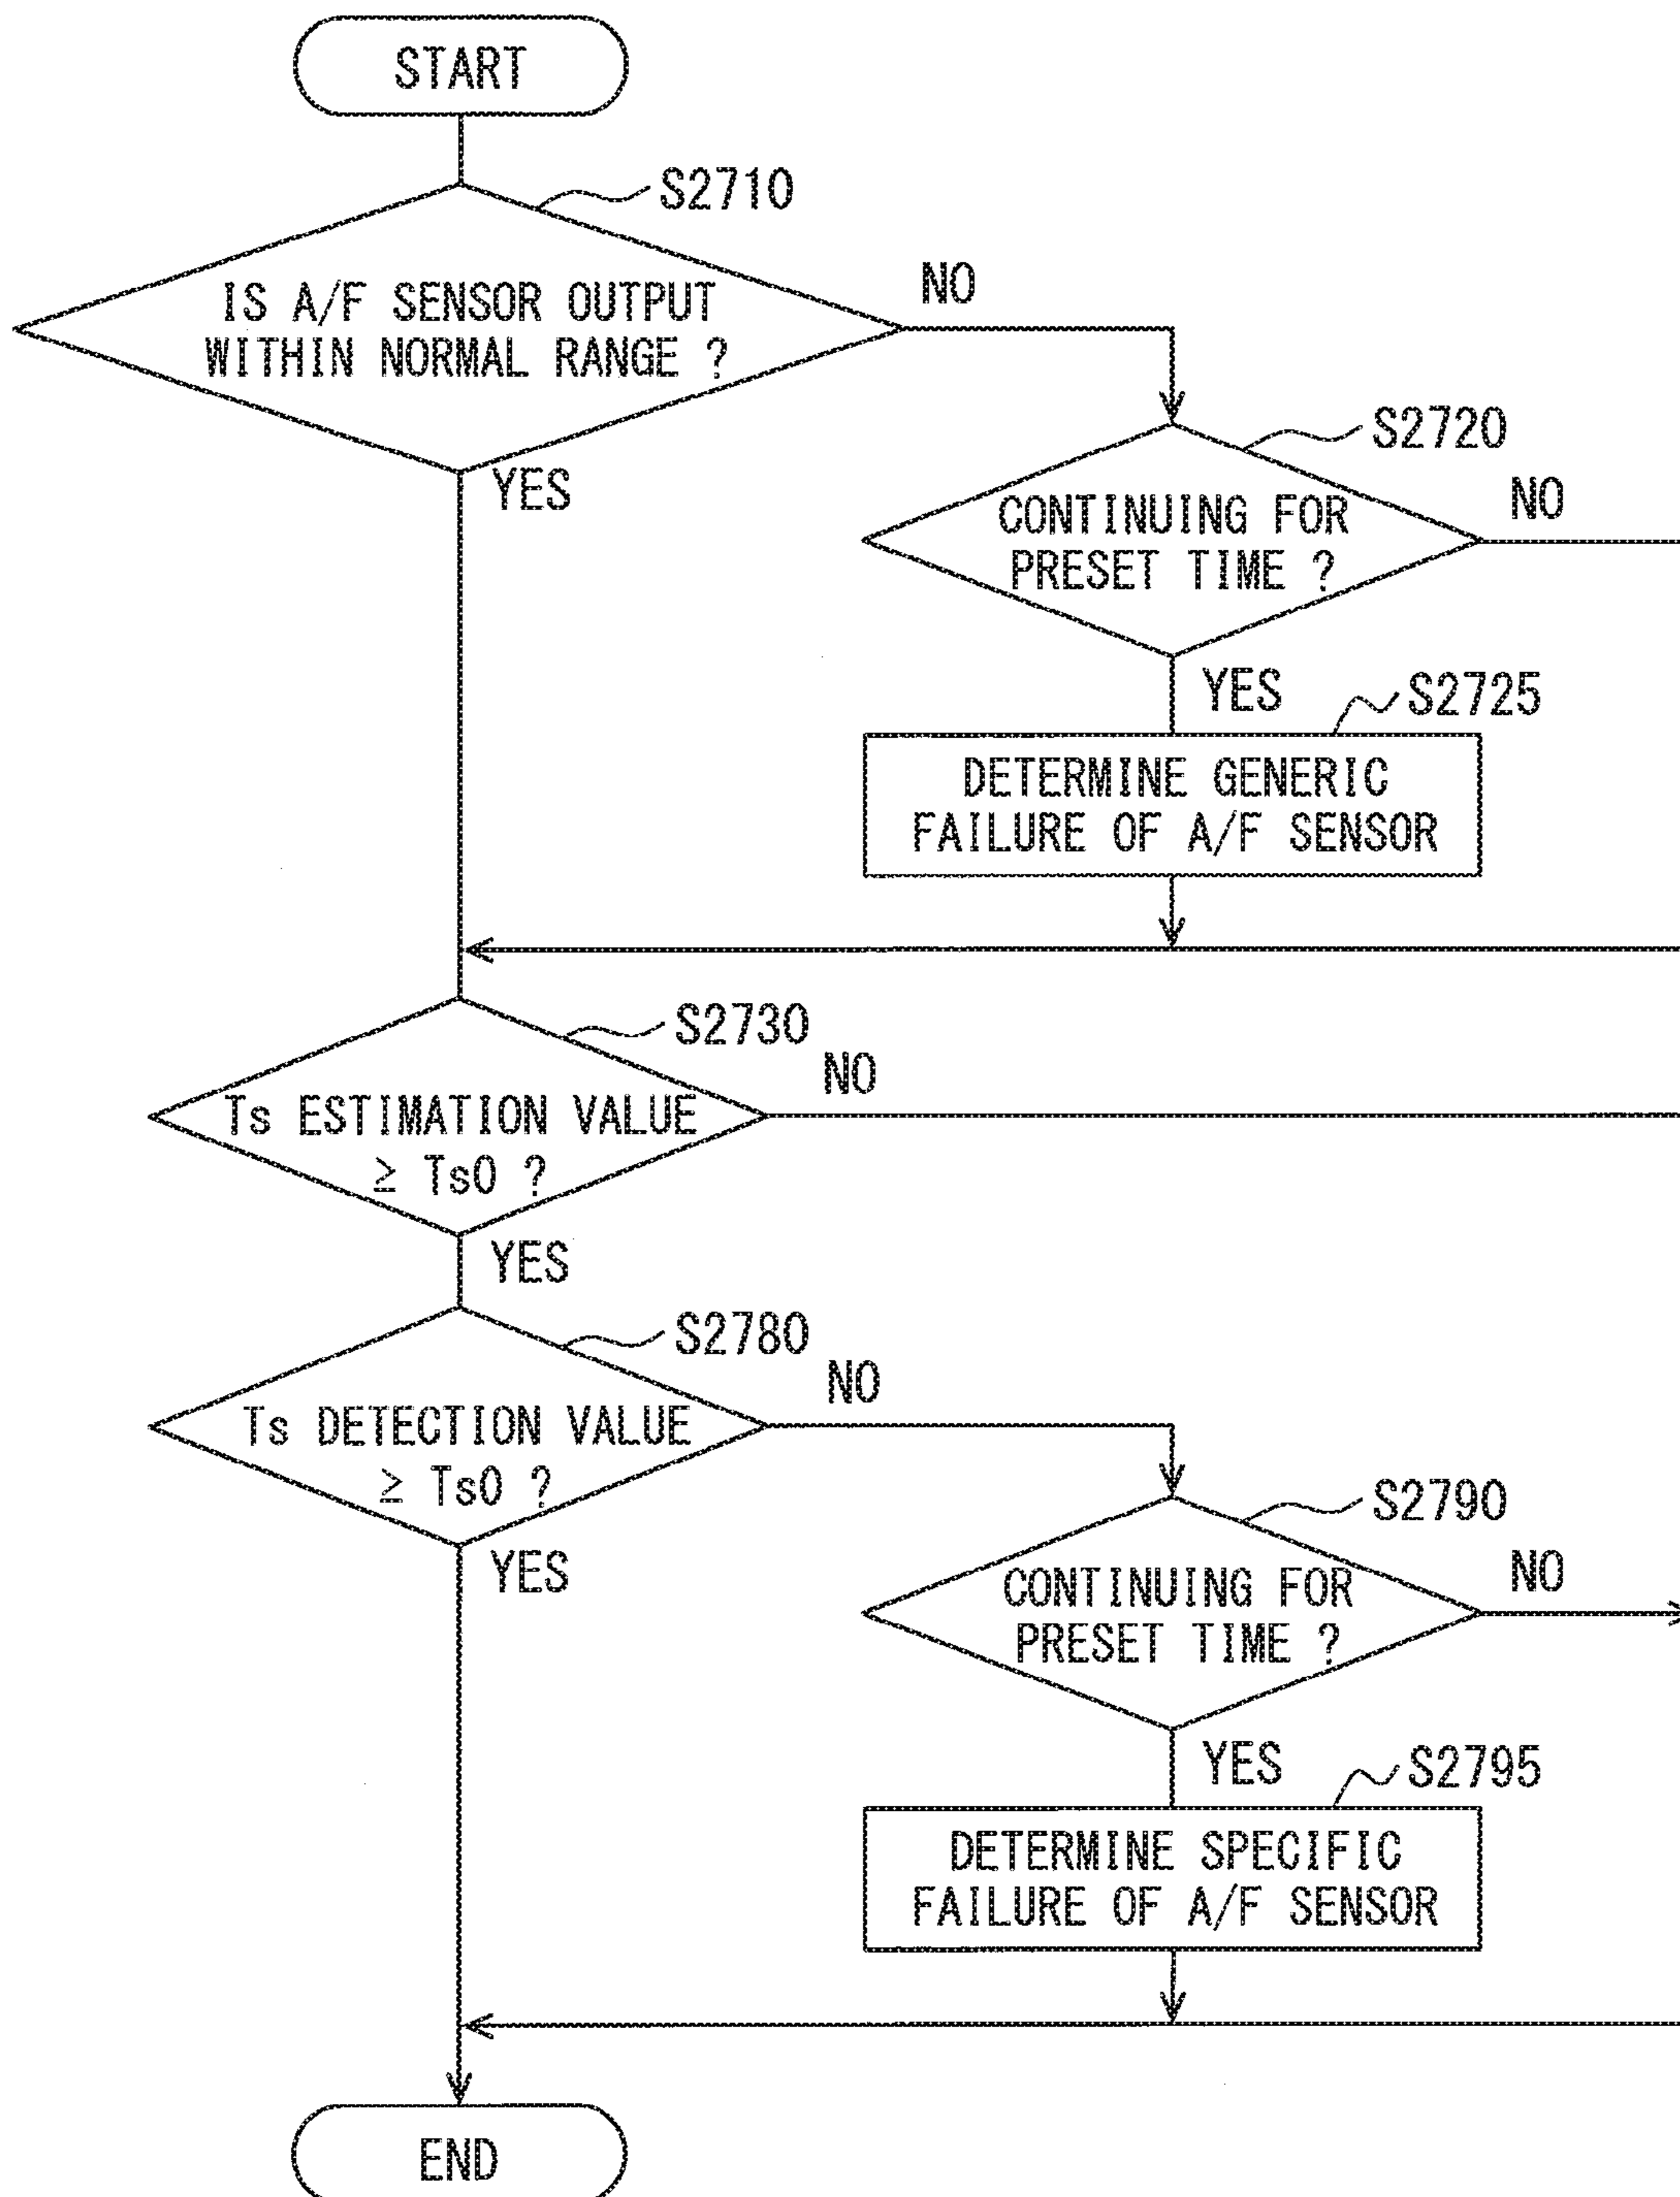 START
S2710
IS A/F SENSOR OUTPUT
WITHIN NORMAL RANGE ?
NO
YES
S2720
CONTINUING FOR
PRESET TIME ?
NO
YES
S2725
DETERMINE GENERIC
FAILURE OF A/F SENSOR
S2730
Ts ESTIMATION VALUE
≥ Ts0 ?
NO
YES
S2780
Ts DETECTION VALUE
≥ Ts0 ?
NO
YES
S2790
CONTINUING FOR
PRESET TIME ?
NO
YES
S2795
DETERMINE SPECIFIC
FAILURE OF A/F SENSOR
END